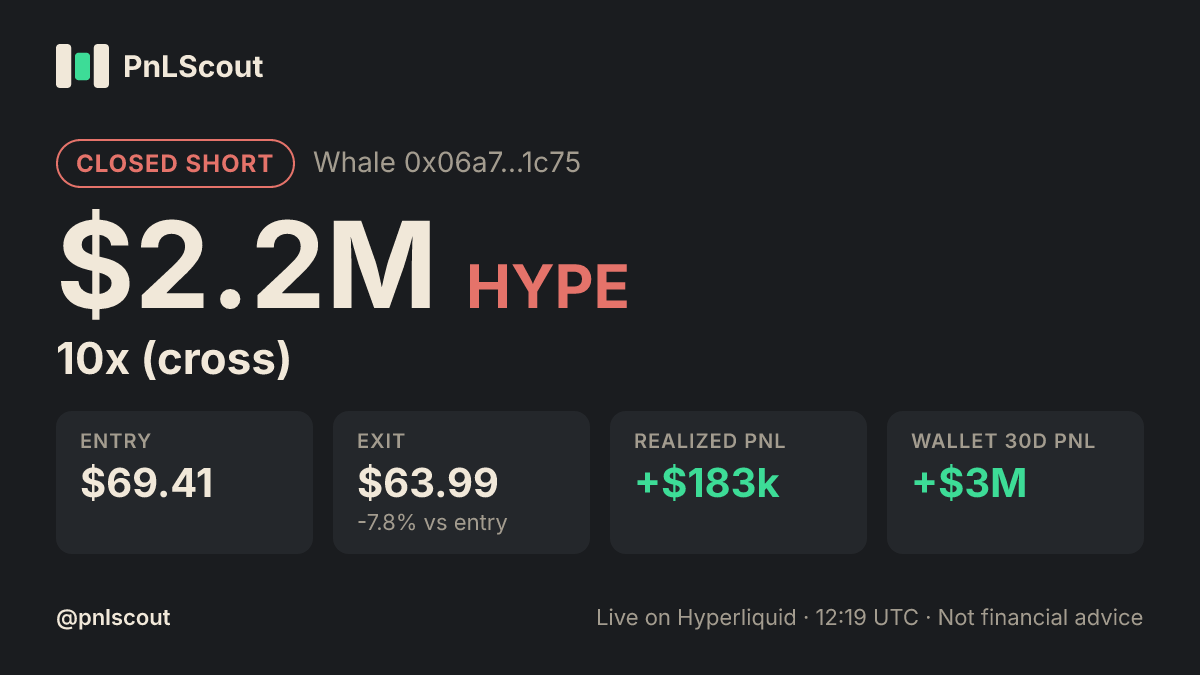 PnLScout
CLOSED SHORT Whale 0x06a7...1c75
$2.2M HYPE
10x (cross)
ENTRY
$69.41
EXIT
$63.99
-7.8% vs entry
REALIZED PNL
+$183k
WALLET 30D PNL
+$3M
@pnlscout
Live on Hyperliquid · 12:19 UTC · Not financial advice